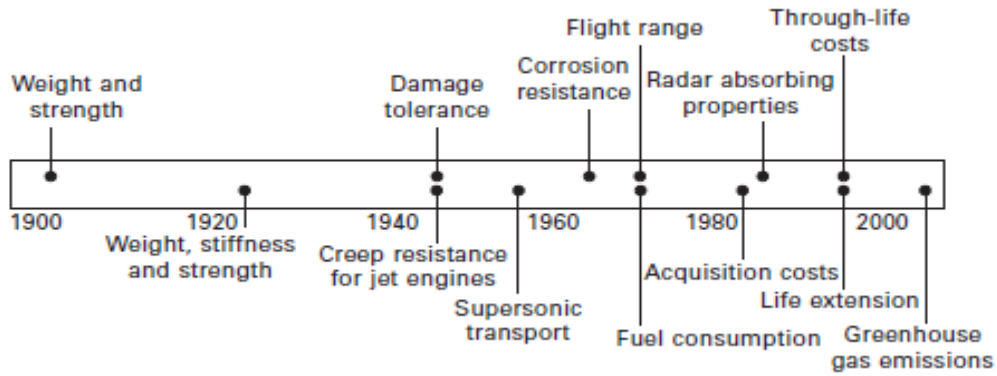 Flight range
Through-life
costs
Weight and
strength
Damage
tolerance
Corrosion
resistance
Radar absorbing
properties
1900
1920
1940
1960
1980
2000
Weight, stiffness
and strength
Creep resistance
for jet engines
Supersonic
transport
Acquisition costs
Life extension
Fuel consumption
Greenhouse
gas emissions